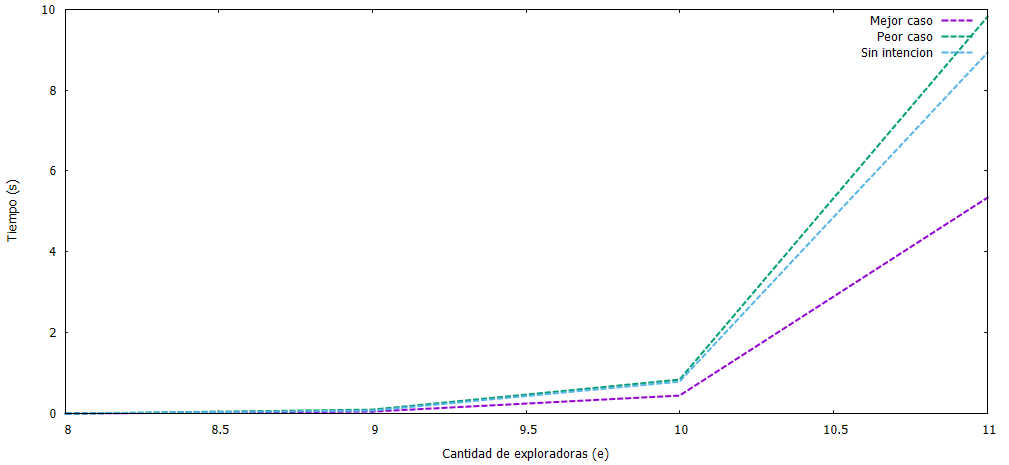 10
8
6
4
2
0
Tiempo (s)
Mejor caso
Peor caso
Sin intencion
8
8.5
9
9.5
10
10.5
11
Cantidad de exploradoras (e)